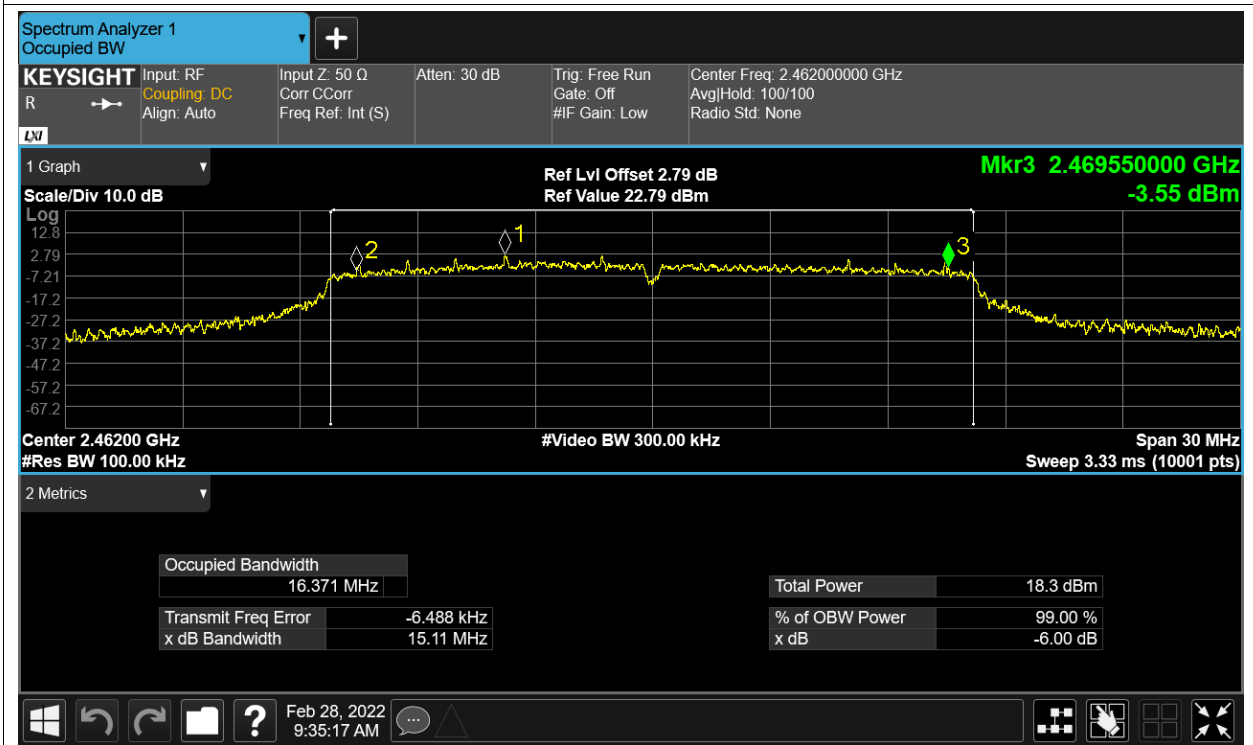 Spectrum Analyzer 1
Occupied BW
KEYSIGHT
R
LXI
Input: RF
Coupling: DC
Align: Auto
Input Z: 50 Ω
Corr CCorr
Freq Ref: Int (S)
Atten: 30 dB
Trig: Free Run
Gate: Off
#IF Gain: Low
Center Freq: 2.462000000 GHz
Avg|Hold: 100/100
Radio Std: None
1 Graph
Scale/Div 10.0 dB
Ref Lvl Offset 2.79 dB
Ref Value 22.79 dBm
Mkr3 2.469550000 GHz
-3.55 dBm
Log
12.8
2.79
-7.21
-17.2
-27.2
-37.2
-47.2
-57.2
-67.2
2
1
3
Center 2.46200 GHz
#Res BW 100.00 kHz
#Video BW 300.00 kHz
Span 30 MHz
Sweep 3.33 ms (10001 pts)
2 Metrics
Occupied Bandwidth
16.371 MHz
Transmit Freq Error -6.488 kHz
x dB Bandwidth 15.11 MHz
Total Power 18.3 dBm
% of OBW Power 99.00 %
x dB -6.00 dB
?
Feb 28, 2022
9:35:17 AM